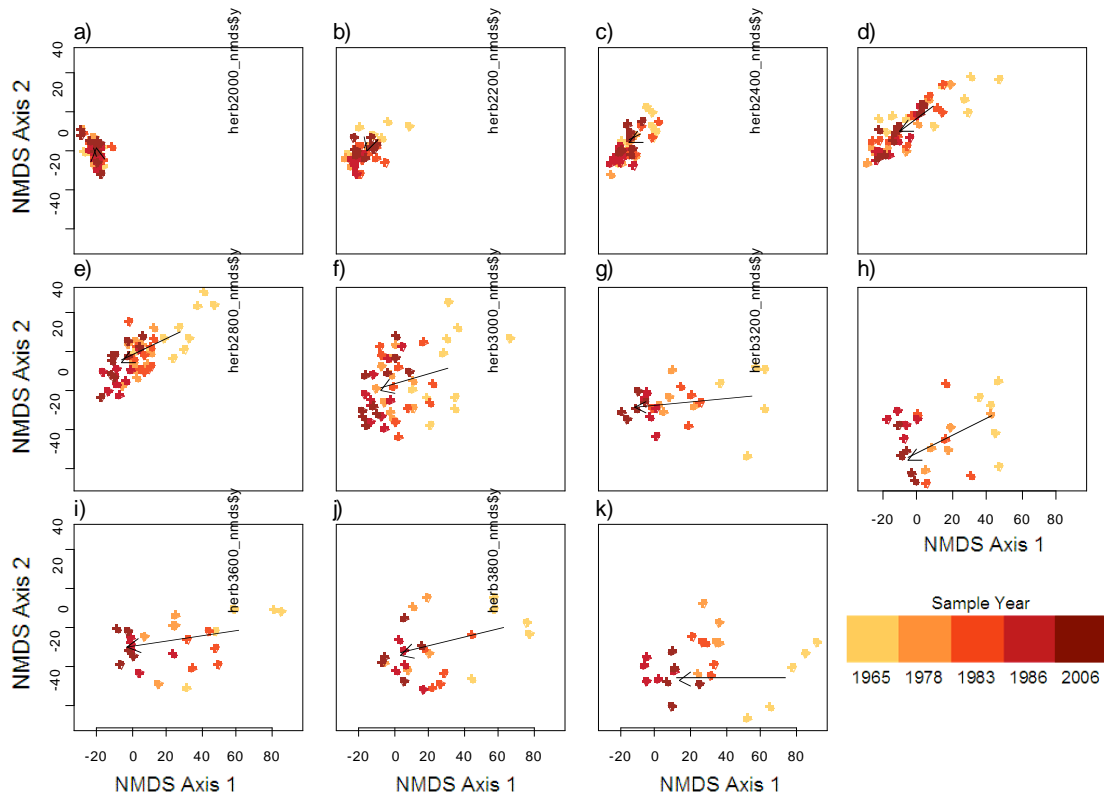 a)
b)
c)
d)
NMDS Axis 2
40
20
0
-20
-40
herb2000_nmds$y
herb2200_nmds$y
herb2400_nmds$y
e)
f)
g)
h)
NMDS Axis 2
40
20
0
-20
-40
herb2800_nmds$y
herb3000_nmds$y
herb3200_nmds$y
-20 0 20 40 60 80
NMDS Axis 1
i)
j)
k)
NMDS Axis 2
40
20
0
-20
-40
herb3600_nmds$y
herb3800_nmds$y
-20 0 20 40 60 80
-20 0 20 40 60 80
-20 0 20 40 60 80
NMDS Axis 1
NMDS Axis 1
NMDS Axis 1
Sample Year
1965 1978 1983 1986 2006